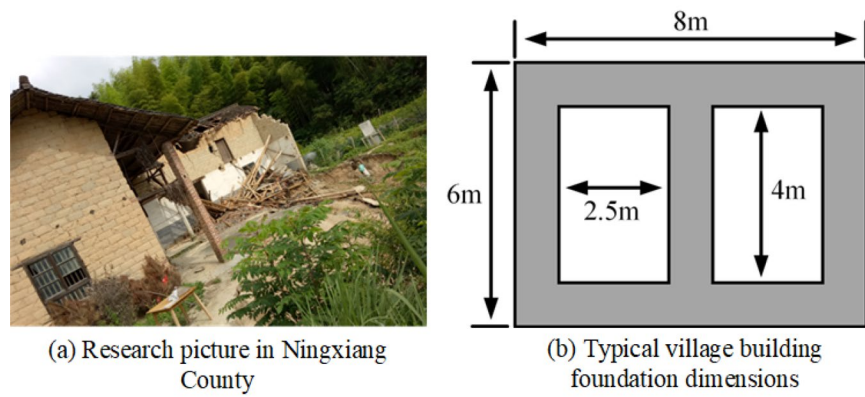 8m
6m
2.5m
4m
(a) Research picture in Ningxiang
County
(b) Typical village building
foundation dimensions